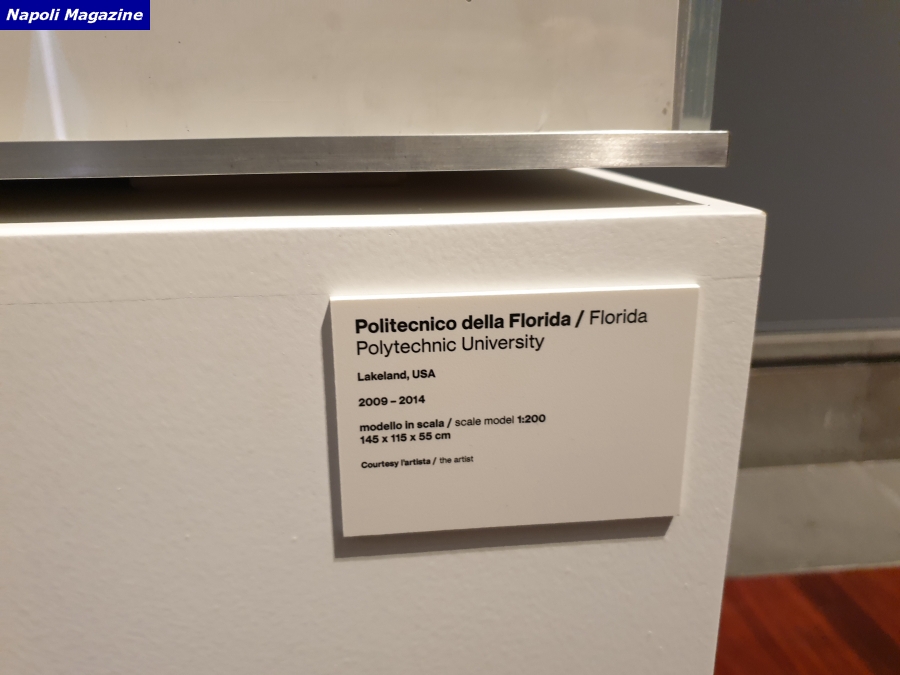 Napoli Magazine
Politecnico della Florida / Florida
Polytechnic University
Lakeland, USA
2009 – 2014
modello in scala / scale model 1:200
145 x 115 x 55 cm
Courtesy l'artista / the artist